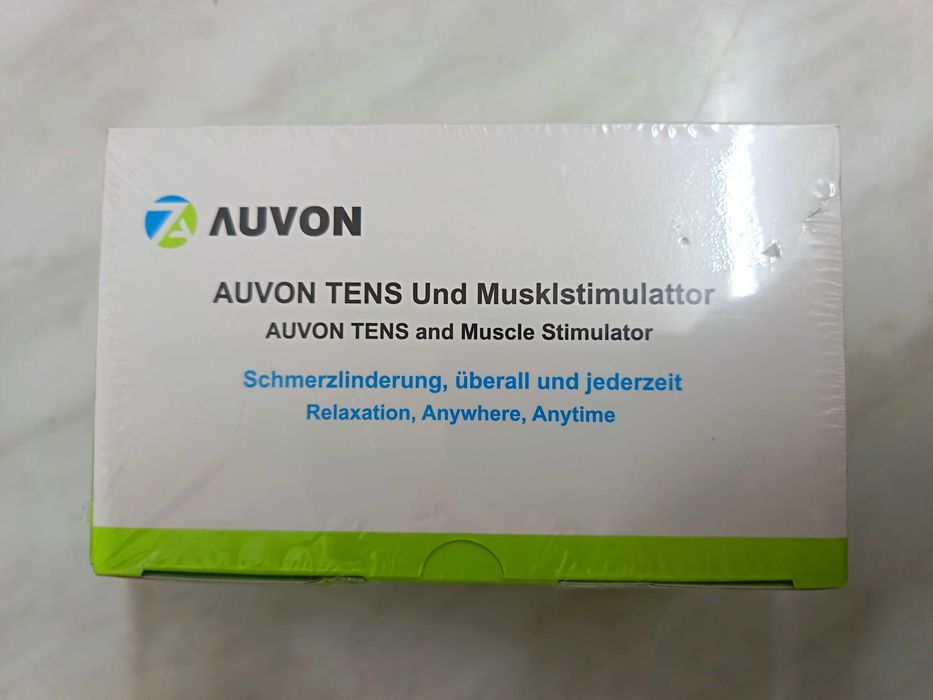 AUVON
AUVON TENS Und Musklstimulattor
AUVON TENS and Muscle Stimulator
Schmerzlinderung, überall und jederzeit
Relaxation, Anywhere, Anytime